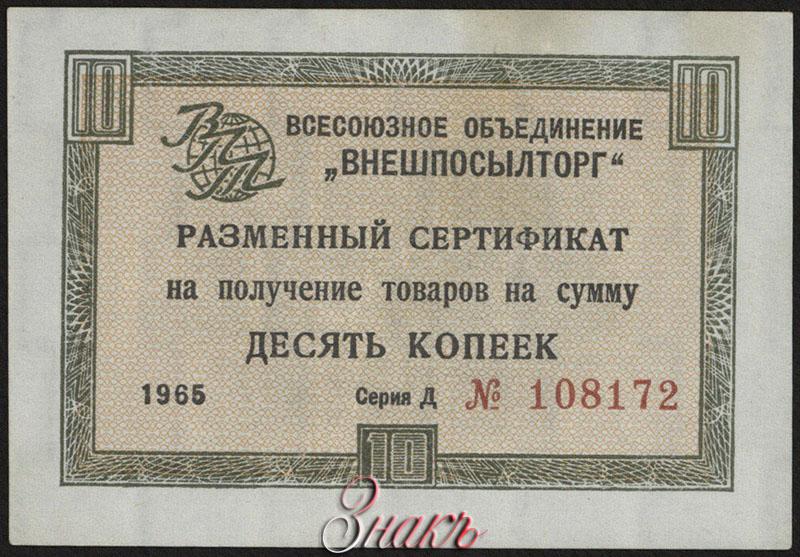 10 10
ВПТ
ВСЕСОЮЗНОЕ ОБЪЕДИНЕНИЕ
„ВНЕШПОСЫЛТОРГ“
РАЗМЕННЫЙ СЕРТИФИКАТ
на получение товаров на сумму
ДЕСЯТЬ КОПЕЕК
1965 Серия Д № 108172
10
Знакъ